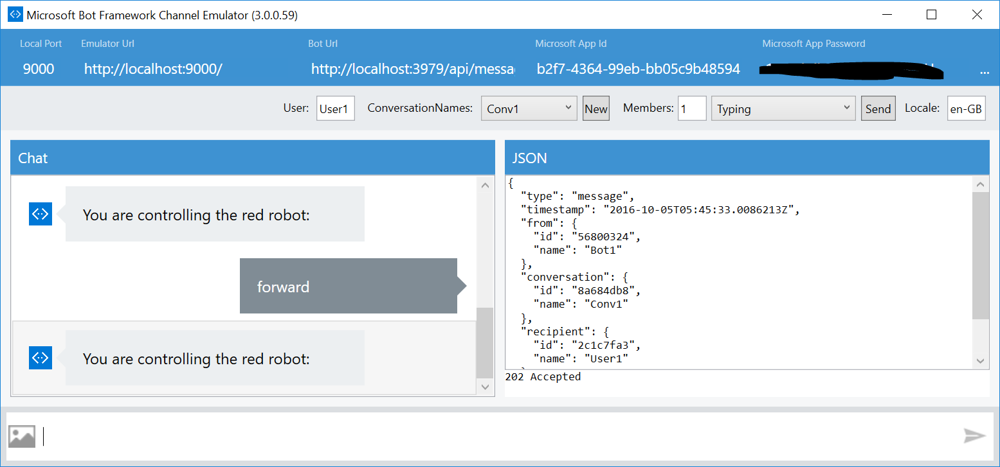 Microsoft Bot Framework Channel Emulator (3.0.0.59)
Local Port Emulator Url Bot Url Microsoft App Id Microsoft App Password
9000 http://localhost:9000/ http://localhost:3979/api/messa b2f7-4364-99eb-bb05c9b48594 ...
User: User1 ConversationNames: Conv1 New Members: 1 Typing Send Locale: en-GB
Chat
You are controlling the red robot:
forward
You are controlling the red robot:
JSON
{
"type": "message",
"timestamp": "2016-10-05T05:45:33.0086213Z",
"from": {
"id": "56800324",
"name": "Bot1"
},
"conversation": {
"id": "8a684db8",
"name": "Conv1"
},
"recipient": {
"id": "2c1c7fa3",
"name": "User1"
202 Accepted